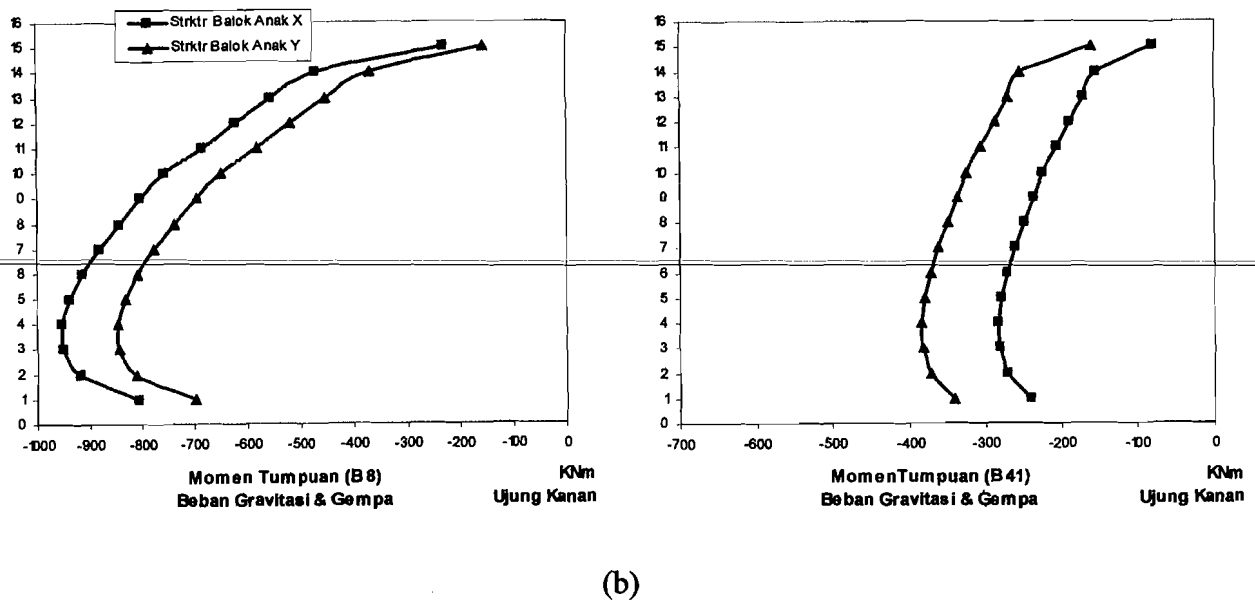 Strktr Balok Anak X
Strktr Balok Anak Y
16
15
14
13
12
11
10
9
8
7
6
5
4
3
2
1
0
-1000 -900 -800 -700 -600 -500 -400 -300 -200 -100 0
Momen Tumpuan (B8)
Beban Gravitasi & Gempa
KNm
Ujung Kanan
16
15
14
13
12
11
10
9
8
7
6
5
4
3
2
1
0
-700 -400 -300 -200 -100 0
MomenTumpuan (B41)
Beban Gravitasi & Gempa
KNm
Ujung Kanan
(b)